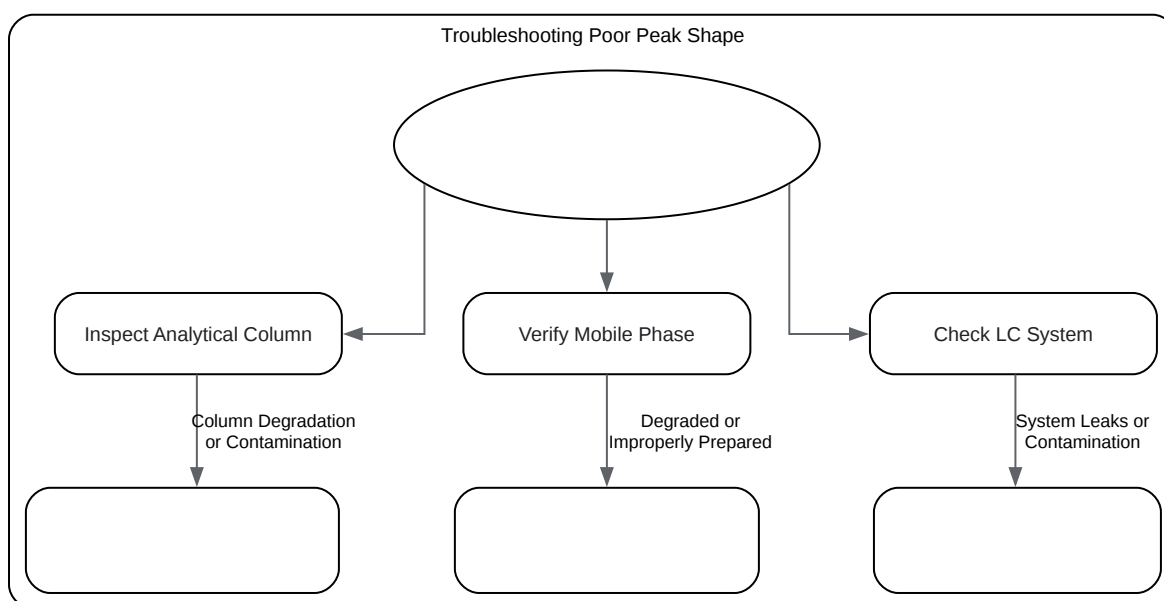 Troubleshooting Poor Peak Shape
Inspect Analytical Column
Verify Mobile Phase
Check LC System
Column Degradation
or Contamination
Degraded or
Improperly Prepared
System Leaks or
Contamination